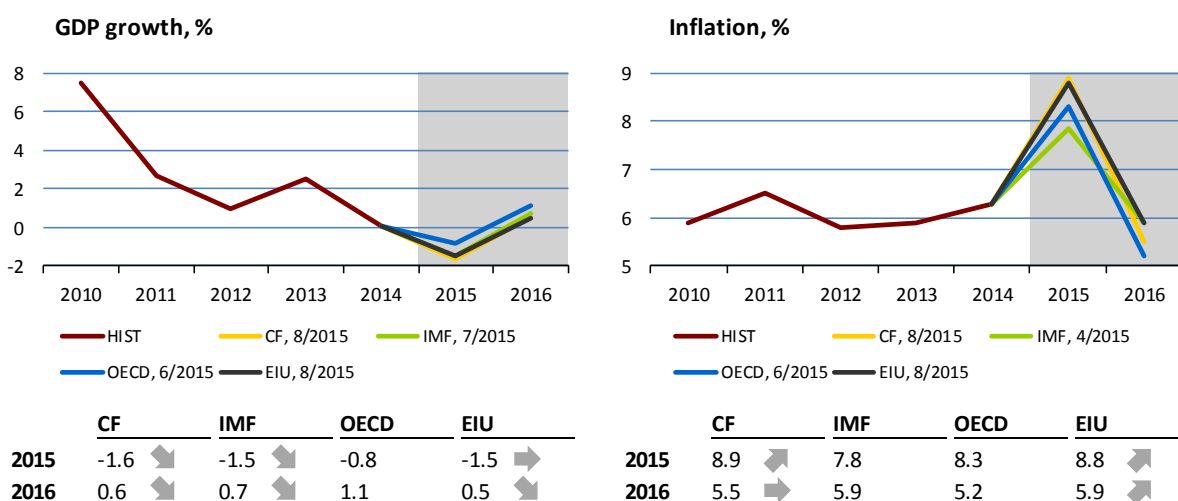 GDP growth, %
8
6
4
2
0
-2
2010 2011 2012 2013 2014 2015 2016
HIST CF, 8/2015 IMF, 7/2015
OECD, 6/2015 EIU, 8/2015
CF IMF OECD EIU
2015 -1.6 -1.5 -0.8 -1.5
2016 0.6 0.7 1.1 0.5
Inflation, %
9
8
7
6
5
2010 2011 2012 2013 2014 2015 2016
HIST CF, 8/2015 IMF, 4/2015
OECD, 6/2015 EIU, 8/2015
CF IMF OECD EIU
2015 8.9 7.8 8.3 8.8
2016 5.5 5.9 5.2 5.9